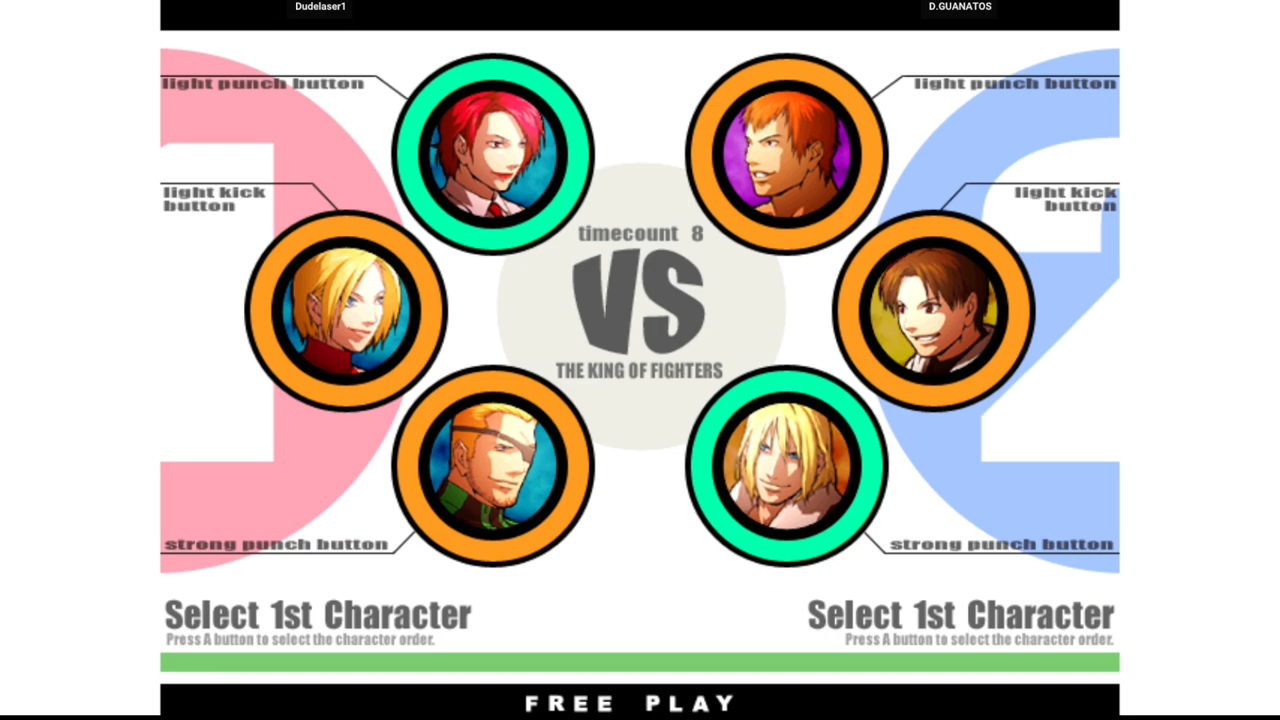 Dudelaser1
D.GUANATOS
light punch button
light punch button
light kick
button
light kick
button
timecount 8
VS
THE KING OF FIGHTERS
strong punch button
strong punch button
Select 1st Character
Press A button to select the character order.
Select 1st Character
Press A button to select the character order.
FREE PLAY
1
2